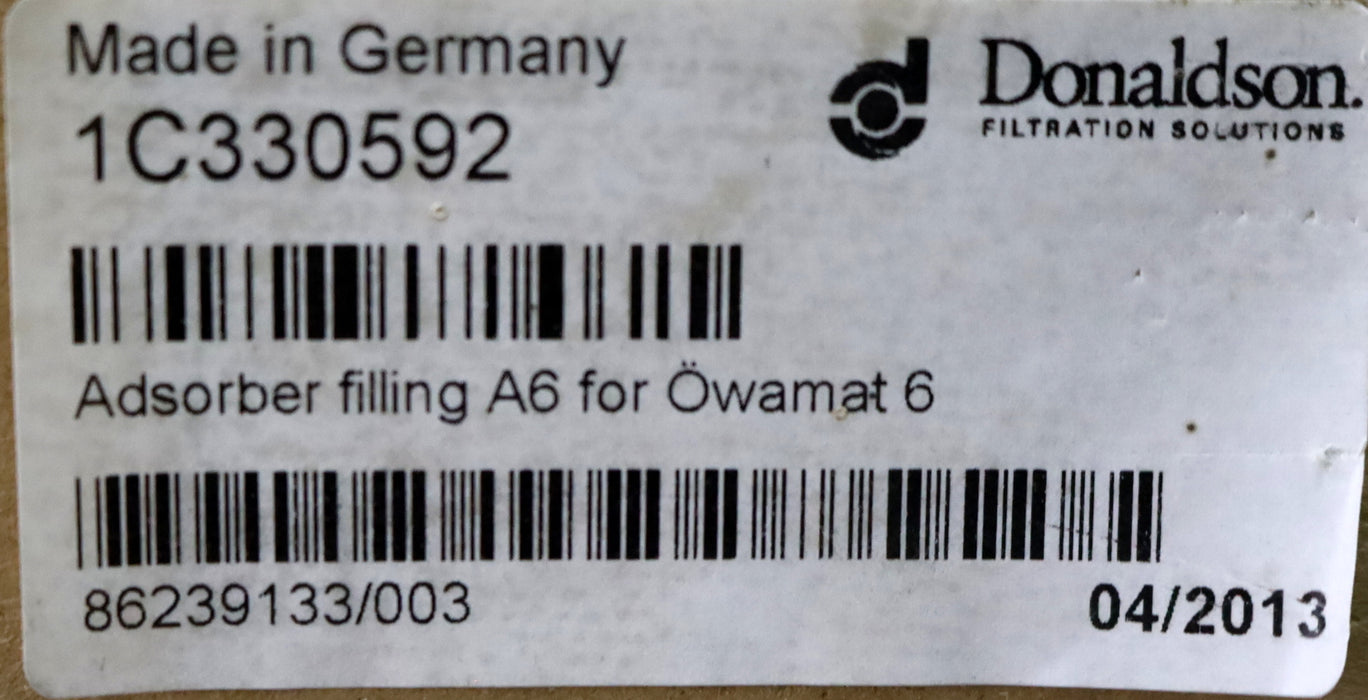 Made in Germany
1C330592
Donaldson.
FILTRATION SOLUTIONS
Adsorber filling A6 for Öwamat 6
86239133/003
04/2013